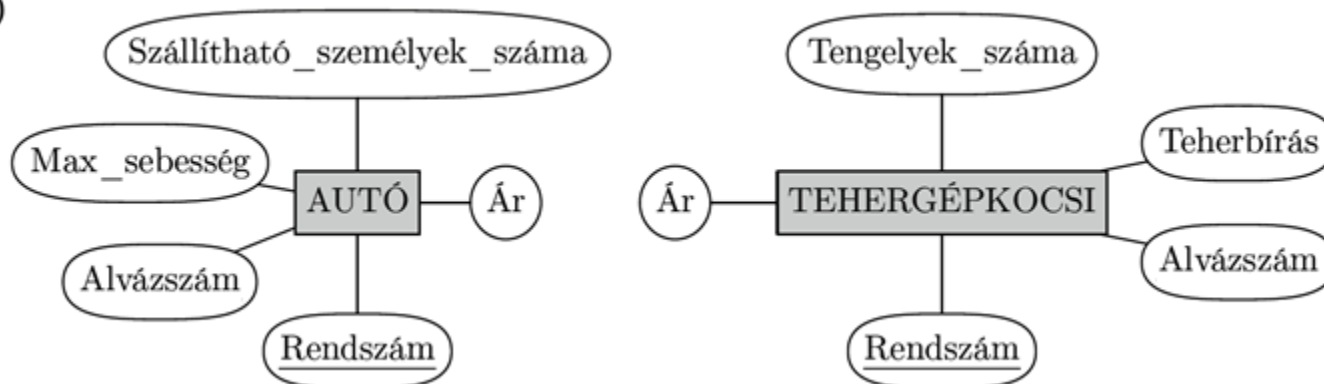 )
Szállítható_személyek_száma
Tengelyek_száma
Max_sebesség
Teherbírás
AUTÓ
Ár
Ár
TEHERGÉPKOCSI
Alvázszám
Alvázszám
Rendszám
Rendszám